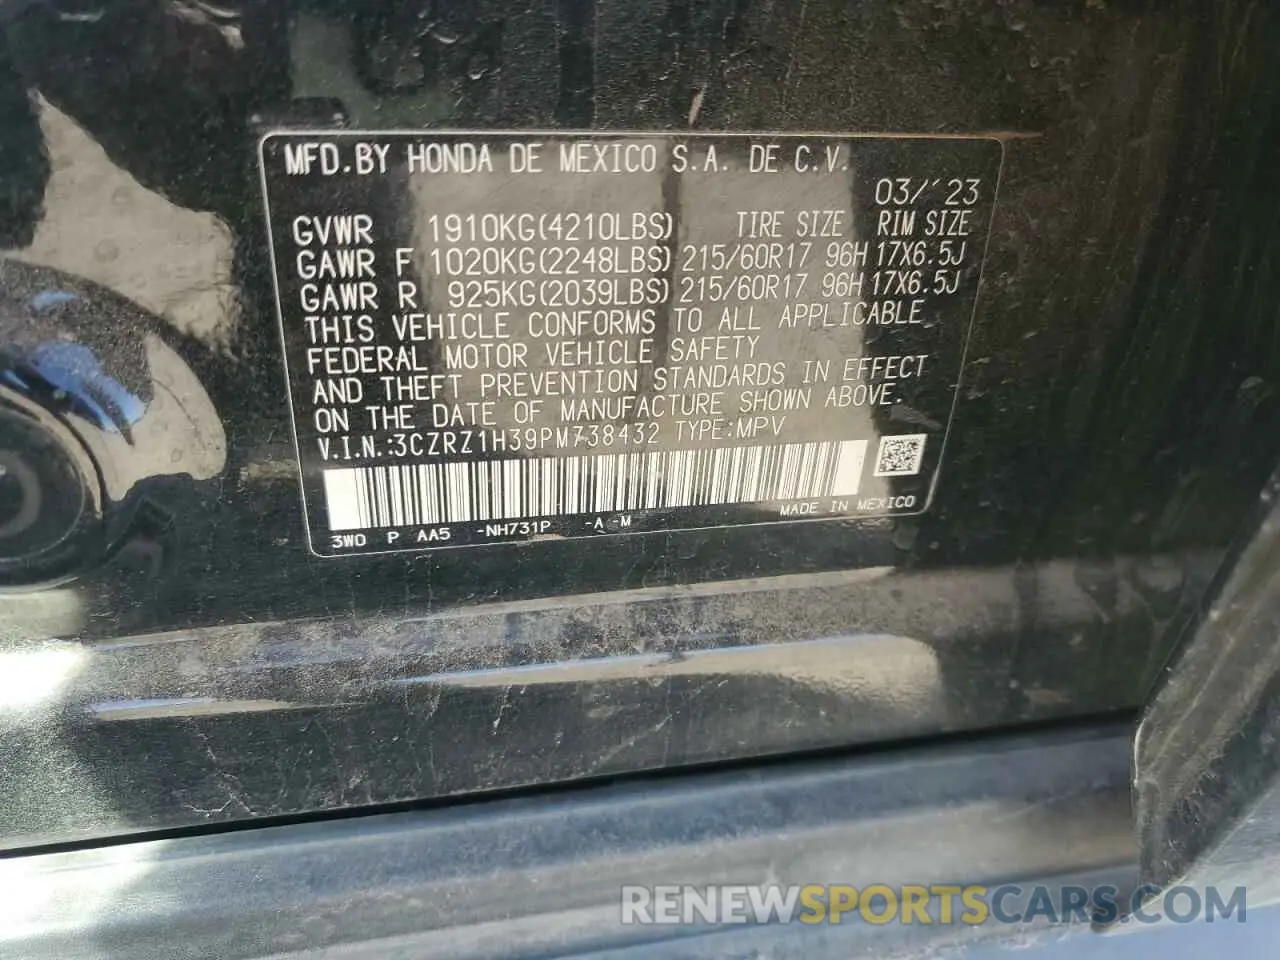 MFD.BY HONDA DE MEXICO S.A. DE C.V.
03/´23
GVWR 1910KG(4210LBS) TIRE SIZE RIM SIZE
GAWR F 1020KG(2248LBS) 215/60R17 96H 17X6.5J
GAWR R 925KG(2039LBS) 215/60R17 96H 17X6.5J
THIS VEHICLE CONFORMS TO ALL APPLICABLE
FEDERAL MOTOR VEHICLE SAFETY
AND THEFT PREVENTION STANDARDS IN EFFECT
ON THE DATE OF MANUFACTURE SHOWN ABOVE.
V.I.N.:3CZRZ1H39PM738432 TYPE:MPV
MADE IN MEXICO
3W0 P AA5 -NH731P -A -M
RENEWSPORTSCARS.COM